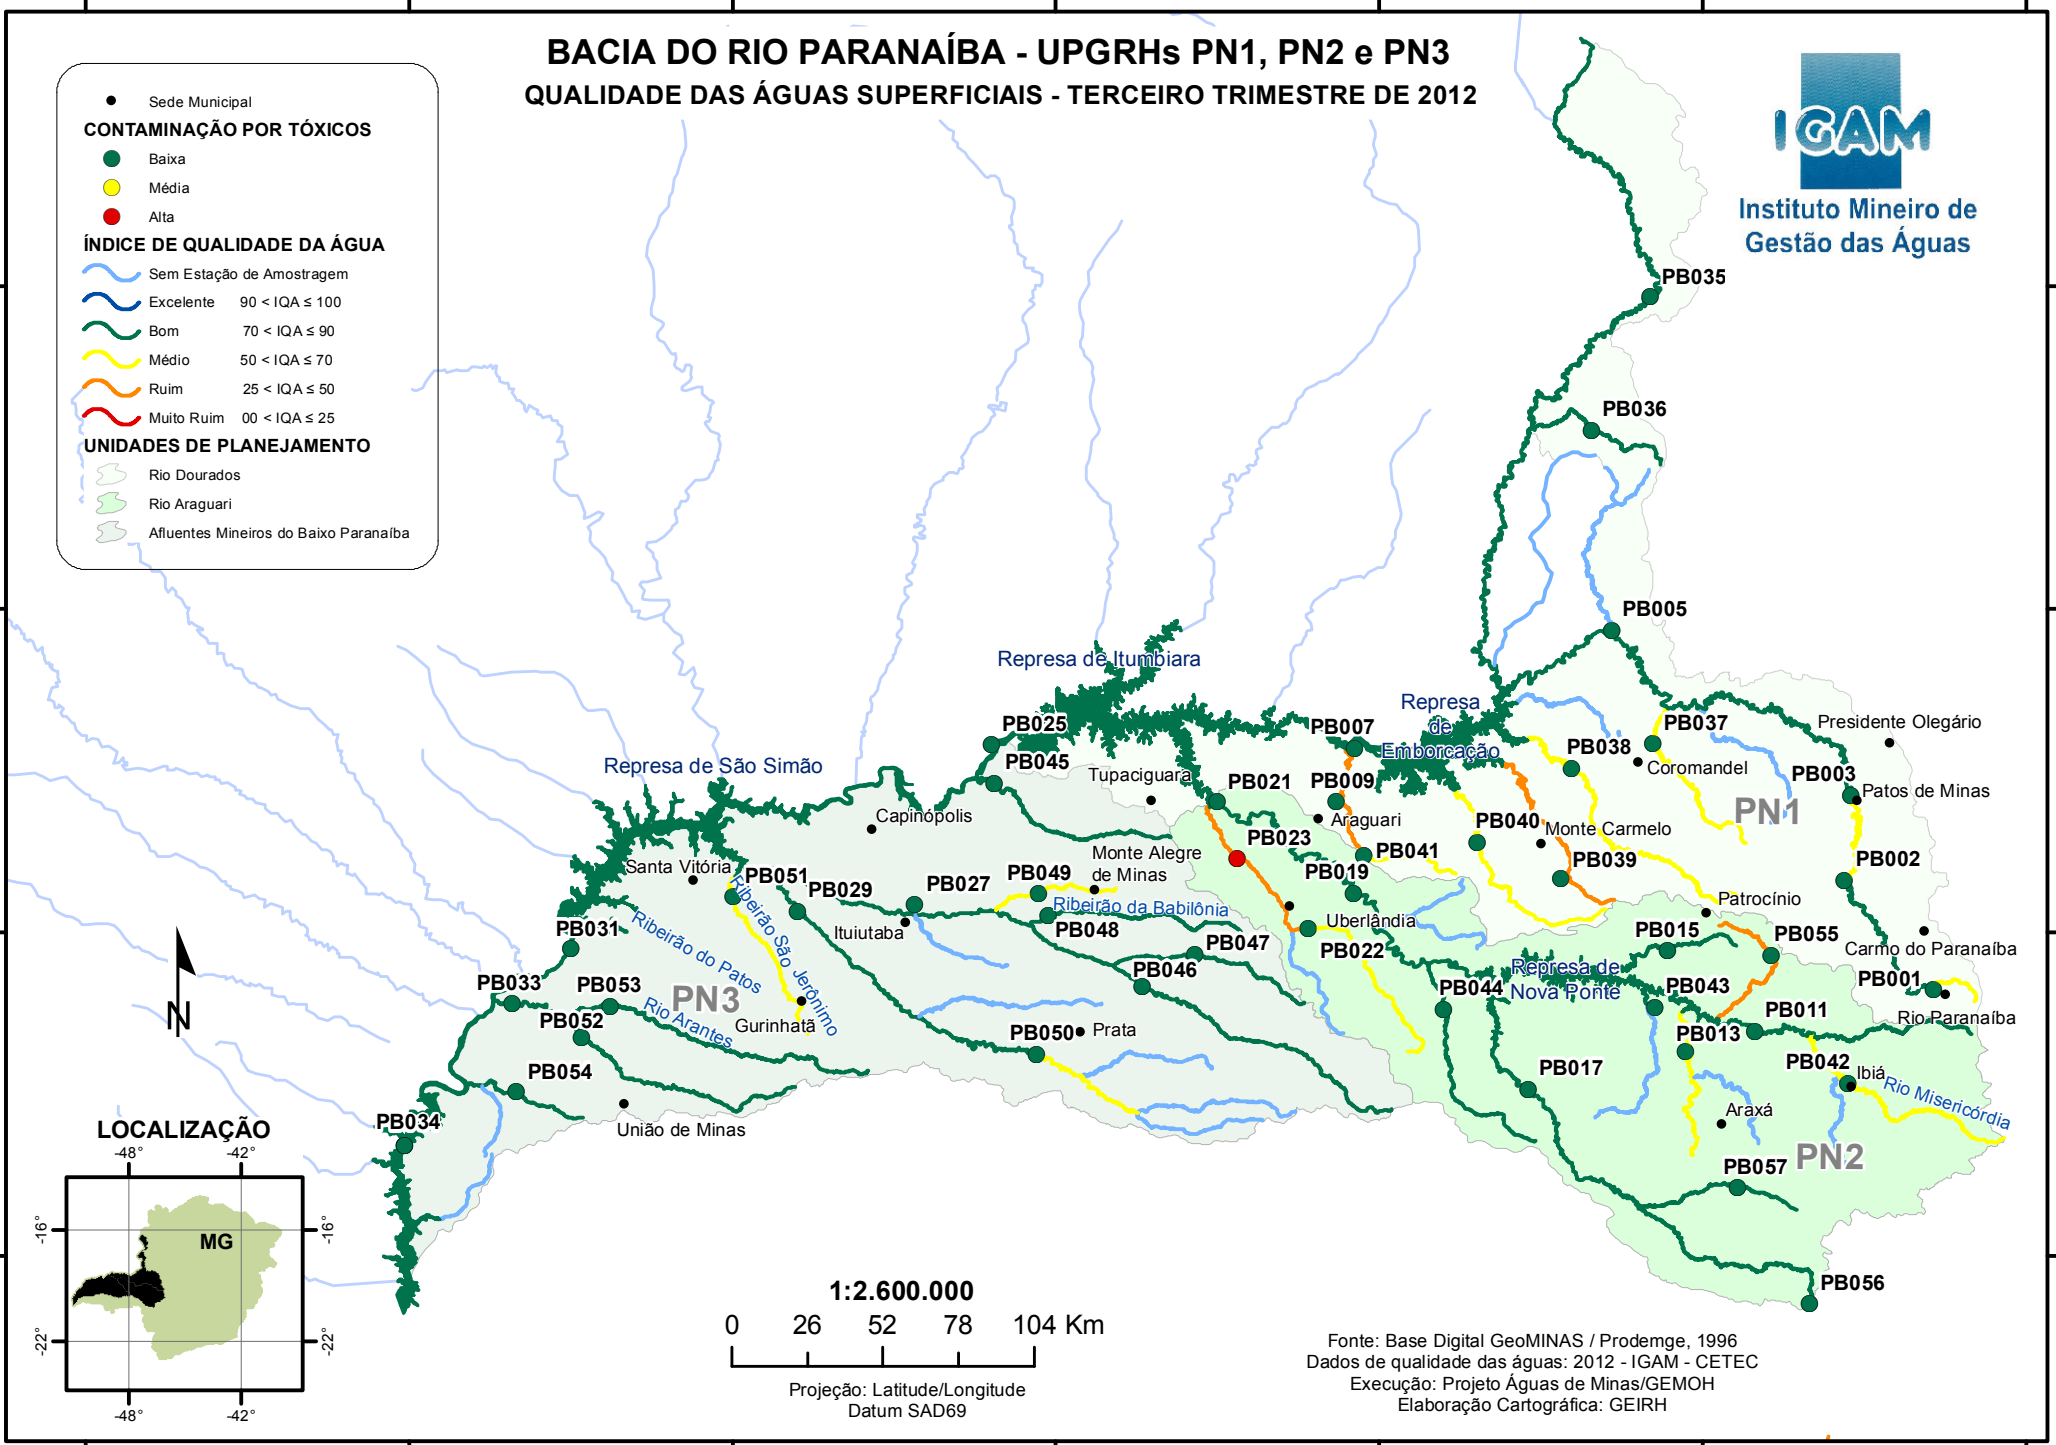 BACIA DO RIO PARANAÍBA - UPGRHs PN1, PN2 e PN3
QUALIDADE DAS ÁGUAS SUPERFICIAIS - TERCEIRO TRIMESTRE DE 2012
Sede Municipal
CONTAMINAÇÃO POR TÓXICOS
Baixa
Média
Alta
ÍNDICE DE QUALIDADE DA ÁGUA
Sem Estação de Amostragem
Excelente 90 < IQA ≤ 100
Bom 70 < IQA ≤ 90
Médio 50 < IQA ≤ 70
Ruim 25 < IQA ≤ 50
Muito Ruim 00 < IQA ≤ 25
UNIDADES DE PLANEJAMENTO
Rio Dourados
Rio Araguari
Afluentes Mineiros do Baixo Paranaíba
IGAM
Instituto Mineiro de
Gestão das Águas
PB035
PB036
PB005
Represa de Itumbiara
Represa
de
Emborcação
PB025
PB007
PB037
Presidente Olegário
PB038
Coromandel
PB045
Represa de São Simão
Tupaciguara
PB021
PB009
PB003
Patos de Minas
PN1
Capinópolis
Araguari
PB040
Monte Carmelo
PB023
PB041
PB039
PB002
Monte Alegre
de Minas
PB019
Santa Vitória
PB051
PB029
PB027
PB049
Ribeirão da Babilônia
Patrocínio
Uberlândia
PB048
Ituiutaba
PB031
Ribeirão do Patos
Ribeirão São Jerônimo
PB047
PB046
PB022
PB015
PB055
Carmo do Paranaíba
Represa de
Nova Ponte
PB001
PB033
PB053
PN3
PB044
PB043
Rio Paranaíba
PB052
Rio Arantes
Gurinhatã
PB050
Prata
PB011
PB013
PB042
Ibiá
Rio Misericórdia
PB054
PB017
Araxá
PB034
União de Minas
PN2
PB057
PB056
LOCALIZAÇÃO
-48°
-42°
-16°
-16°
MG
-22°
-22°
-48°
-42°
N
1:2.600.000
0 26 52 78 104 Km
Projeção: Latitude/Longitude
Datum SAD69
Fonte: Base Digital GeoMINAS / Prodemge, 1996
Dados de qualidade das águas: 2012 - IGAM - CETEC
Execução: Projeto Águas de Minas/GEMOH
Elaboração Cartográfica: GEIRH